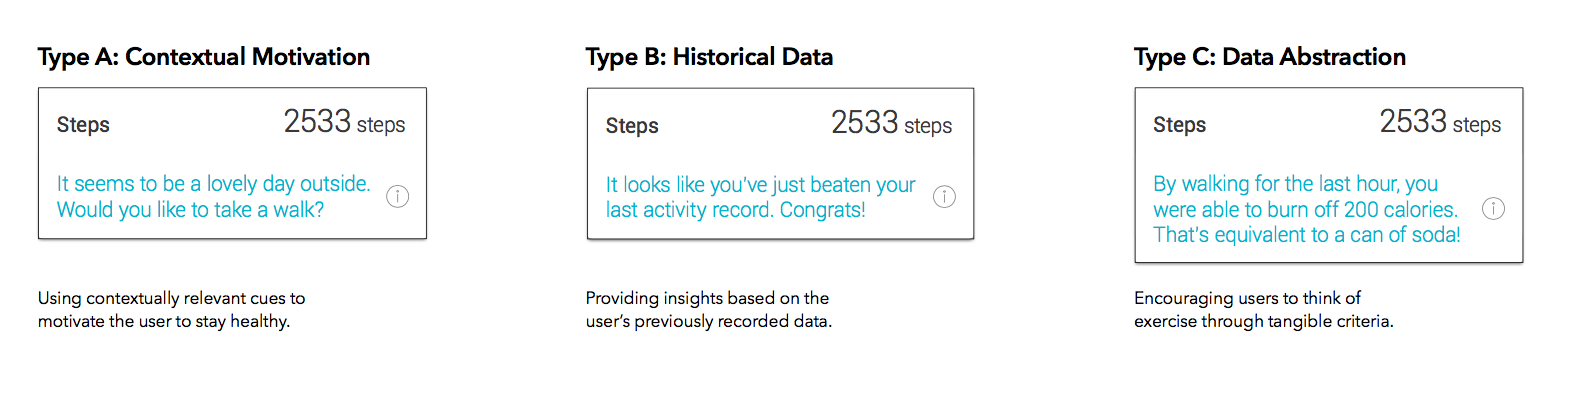 Type A: Contextual Motivation
Steps 2533 steps
It seems to be a lovely day outside.
Would you like to take a walk?
Using contextually relevant cues to
motivate the user to stay healthy.
Type B: Historical Data
Steps 2533 steps
It looks like you've just beaten your
last activity record. Congrats!
Providing insights based on the
user's previously recorded data.
Type C: Data Abstraction
Steps 2533 steps
By walking for the last hour, you
were able to burn off 200 calories.
That's equivalent to a can of soda!
Encouraging users to think of
exercise through tangible criteria.